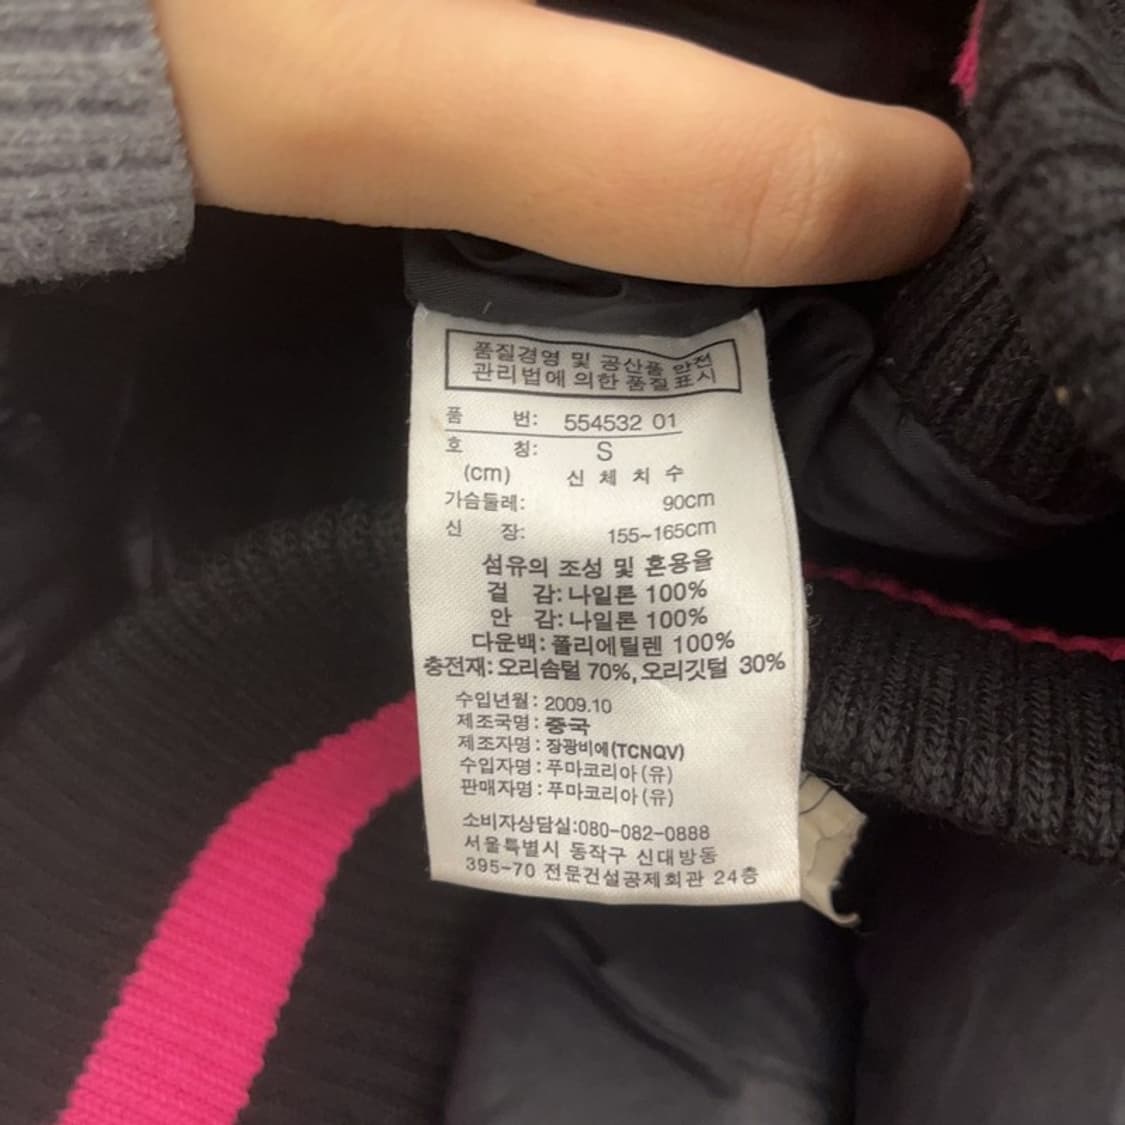 품질경영 및 공산품 안전
관리법에 의한 품질표시
품 번: 554532 01
호 칭: S
(cm) 신 체 치 수
가슴둘레: 90cm
신 장: 155~165cm
섬유의 조성 및 혼용율
겉 감: 나일론 100%
안 감: 나일론 100%
다운백: 폴리에틸렌 100%
충전재: 오리솜털 70%, 오리깃털 30%
수입년월: 2009.10
제조국명: 중국
제조자명: 장광비에(TCNQV)
수입자명: 푸마코리아(유)
판매자명: 푸마코리아(유)
소비자상담실:080-082-0888
서울특별시 동작구 신대방동
395-70 전문건설공제회관 24층